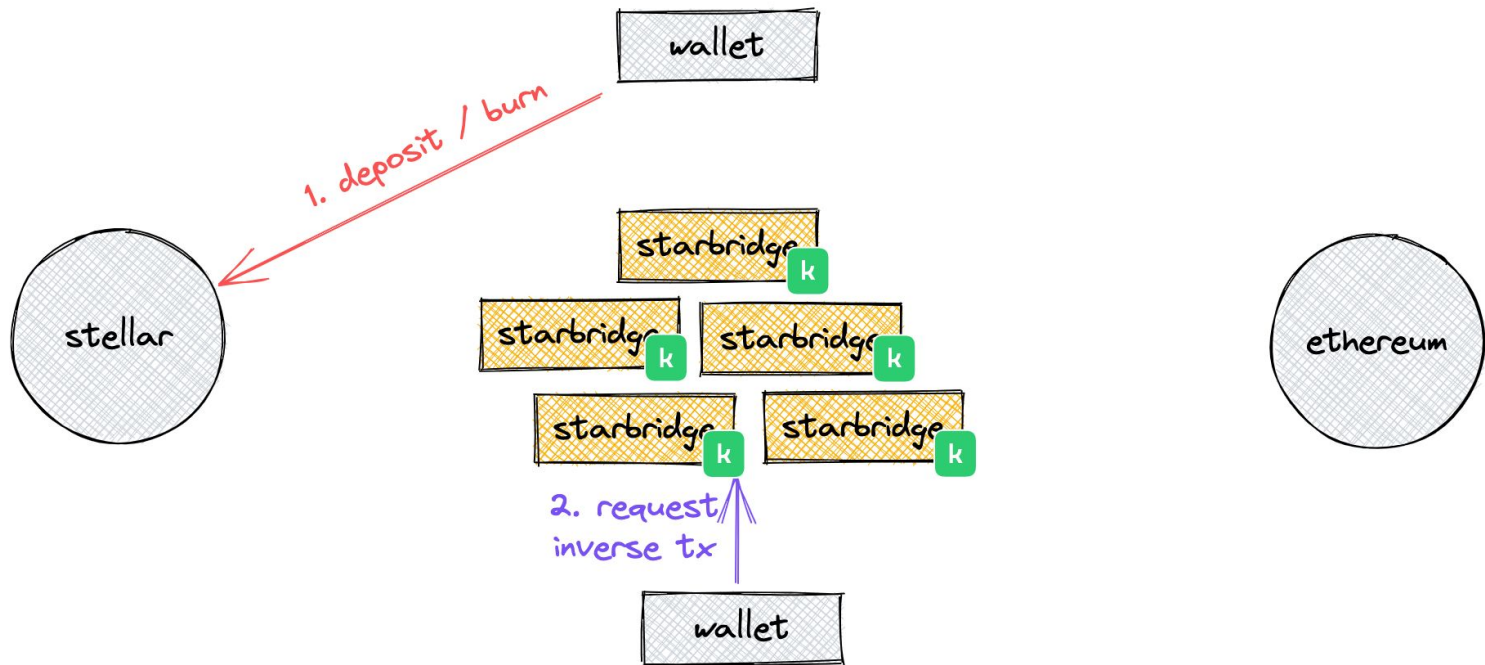 wallet
1. deposit / burn
starbridge
k
stellar
starbridge
k
starbridge
k
ethereum
starbridge
k
starbridge
k
2. request
inverse tx
wallet